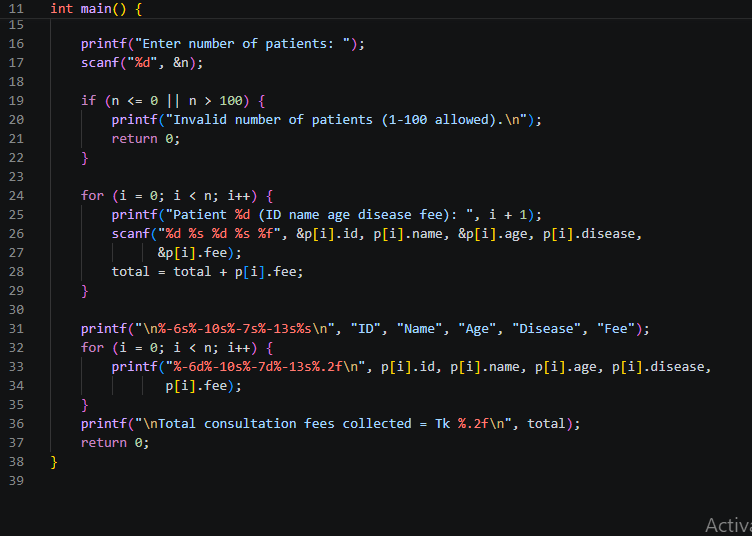 11 int main() {
15
16 printf("Enter number of patients: ");
17 scanf("%d", &n);
18
19 if (n <= 0 || n > 100) {
20 printf("Invalid number of patients (1-100 allowed).\n");
21 return 0;
22 }
23
24 for (i = 0; i < n; i++) {
25 printf("Patient %d (ID name age disease fee): ", i + 1);
26 scanf("%d %s %d %s %f", &p[i].id, p[i].name, &p[i].age, p[i].disease,
27 &p[i].fee);
28 total = total + p[i].fee;
29 }
30
31 printf("\n%-6s%-10s%-7s%-13s%s\n", "ID", "Name", "Age", "Disease", "Fee");
32 for (i = 0; i < n; i++) {
33 printf("%-6d%-10s%-7d%-13s%.2f\n", p[i].id, p[i].name, p[i].age, p[i].disease,
34 p[i].fee);
35 }
36 printf("\nTotal consultation fees collected = Tk %.2f\n", total);
37 return 0;
38 }
39